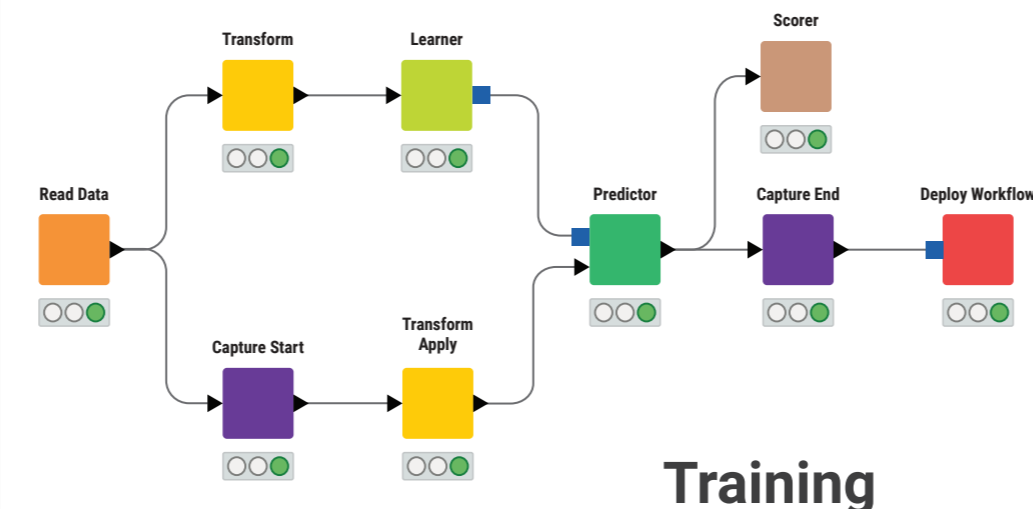 Scorer
Transform
Learner
Read Data
Predictor
Capture End
Deploy Workflow
Capture Start
Transform
Apply
Training